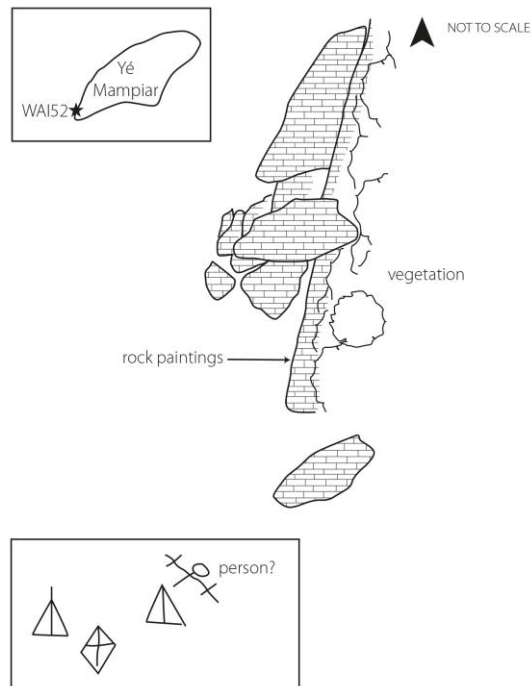 NOT TO SCALE
Yé
Mampiar
WAI52
vegetation
rock paintings
person?